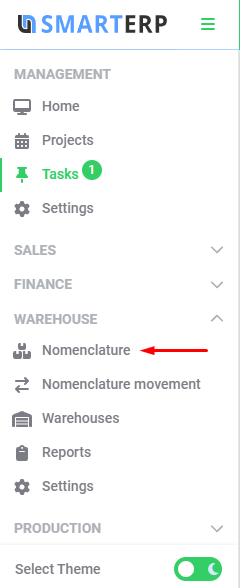 SMARTERP
MANAGEMENT
Home
Projects
Tasks 1
Settings
SALES
FINANCE
WAREHOUSE
Nomenclature
Nomenclature movement
Warehouses
Reports
Settings
PRODUCTION
Select Theme